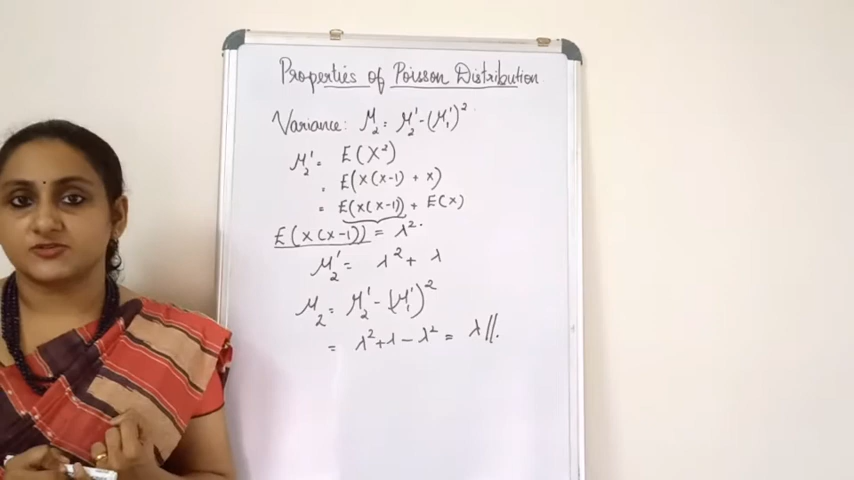 Properties of Poisson Distribution
Variance: μ₂ = μ₂' - (μ₁')²
μ₂' = E(X²)
= E(X(X-1) + X)
= E(X(X-1)) + E(X)
E(X(X-1)) = λ².
μ₂' = λ² + λ
μ₂ = μ₂' - (μ₁')²
= λ² + λ - λ² = λ //.